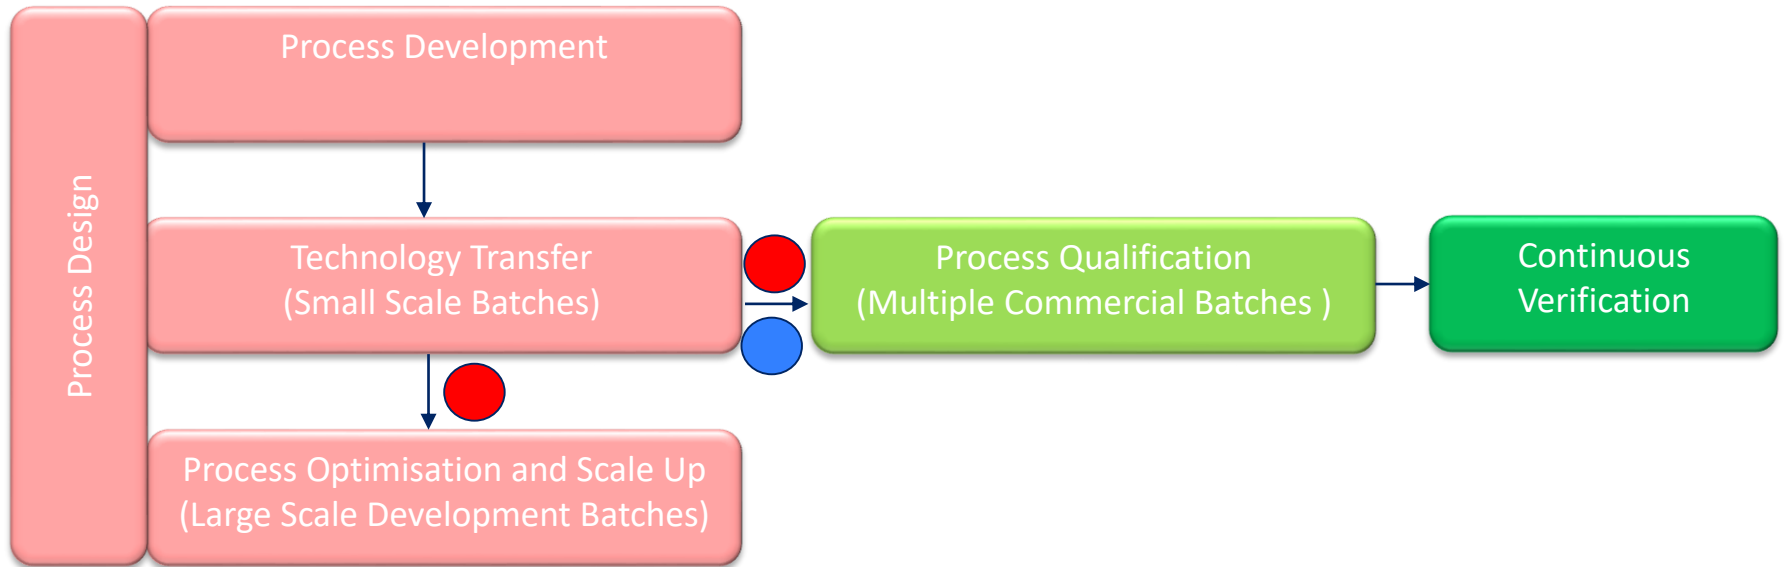 Process Design
Process Development
Technology Transfer
(Small Scale Batches)
Process Optimisation and Scale Up
(Large Scale Development Batches)
Process Qualification
(Multiple Commercial Batches )
Continuous
Verification